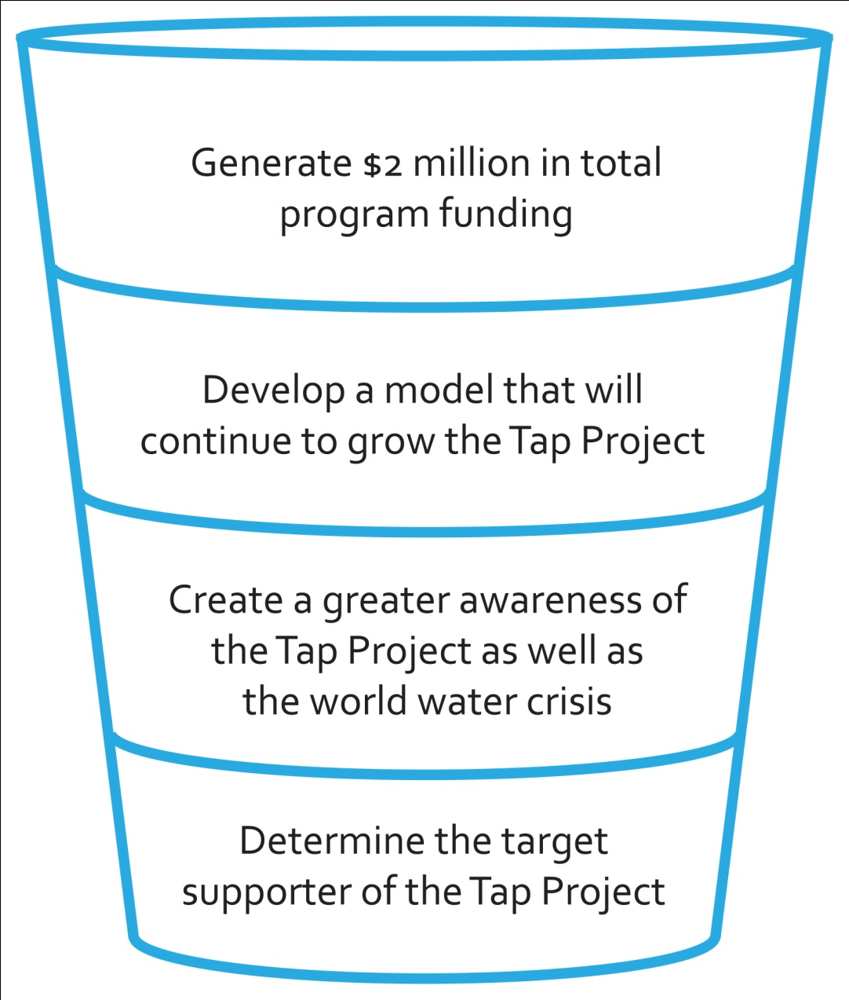 Generate $2 million in total
program funding
Develop a model that will
continue to grow the Tap Project
Create a greater awareness of
the Tap Project as well as
the world water crisis
Determine the target
supporter of the Tap Project